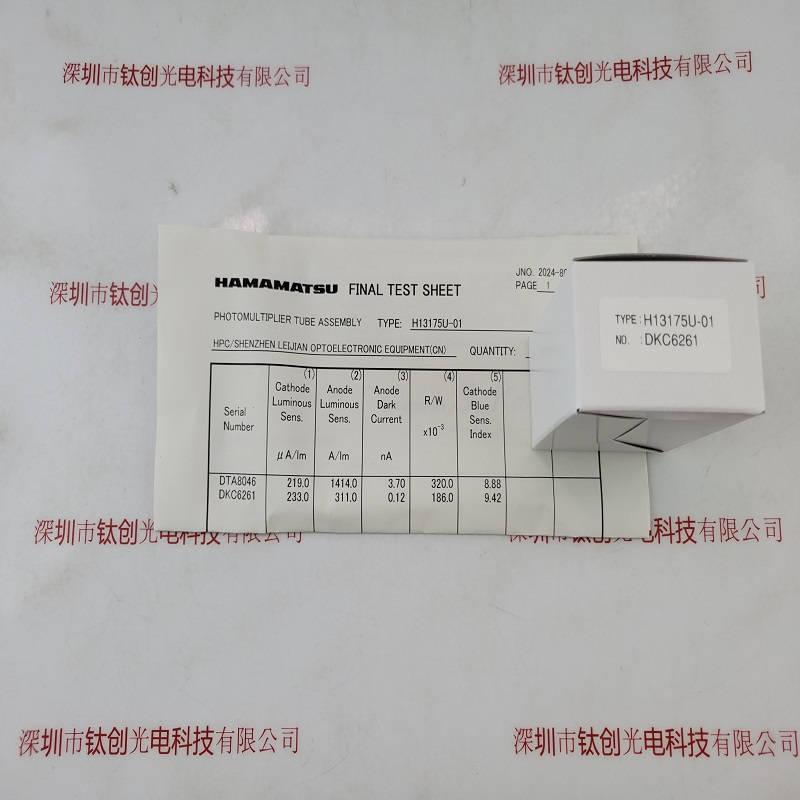 深圳市钛创光电科技有限公司
深圳市钛创光电科技有限公司
深圳市钛创光
HAMAMATSU FINAL TEST SHEET
JNO. 2024-
PAGE 1
PHOTOMULTIPLIER TUBE ASSEMBLY TYPE: H13175U-01
HPC/SHENZHEN LEIJIAN OPTOELECTRONIC EQUIPMENT(CN) QUANTITY:
(1) (2) (3) (4) (5)
Serial Number
Cathode Luminous Sens. μA/lm
Anode Luminous Sens. A/lm
Anode Dark Current nA
R/W x10⁻³
Cathode Blue Sens. Index
DTA8046 219.0 1414.0 3.70 320.0 8.88
DKC6261 233.0 311.0 0.12 186.0 9.42
TYPE : H13175U-01
NO. : DKC6261
司
深圳市钛创光电科技有限公司
深圳市钛创光电科技有限公司
深圳市钛创光电科技有限公司
深圳市钛创光电科技有限公司